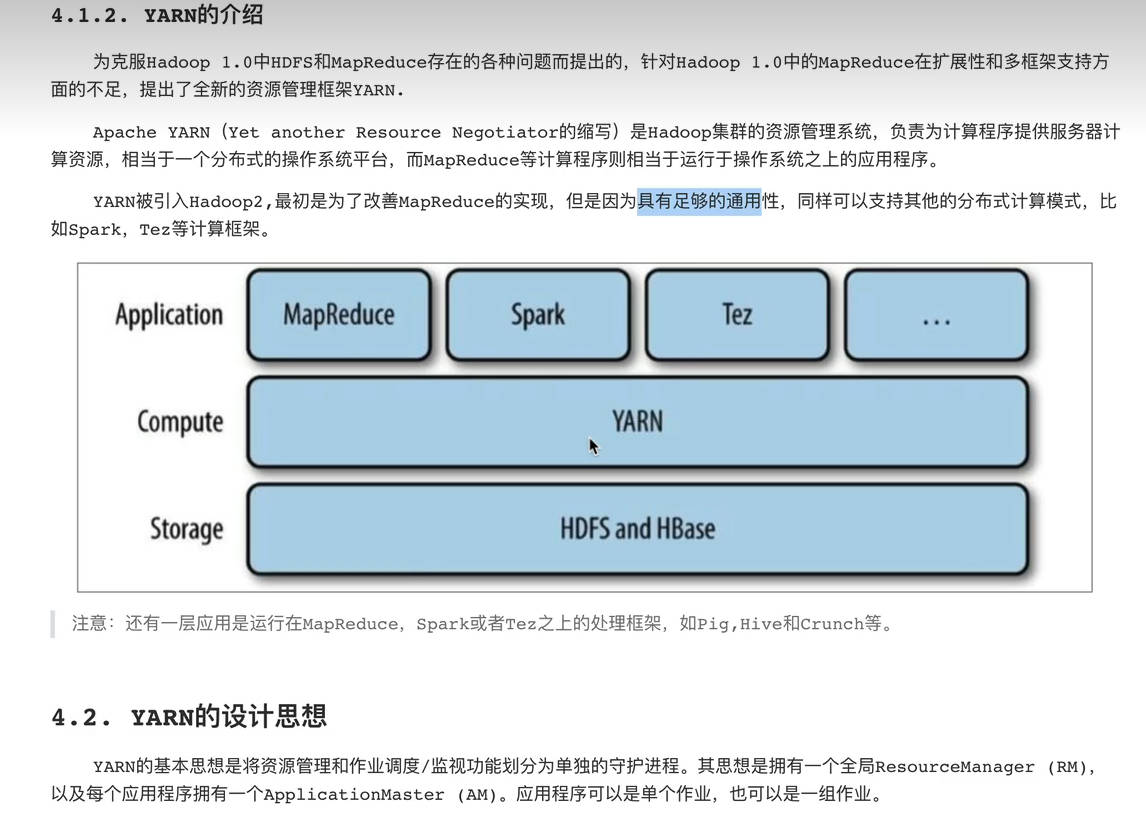 4.1.2. YARN的介绍
为克服Hadoop 1.0中HDFS和MapReduce存在的各种问题而提出的，针对Hadoop 1.0中的MapReduce在扩展性和多框架支持方
面的不足，提出了全新的资源管理框架YARN.
Apache YARN（Yet another Resource Negotiator的缩写）是Hadoop集群的资源管理系统，负责为计算程序提供服务器计
算资源，相当于一个分布式的操作系统平台，而MapReduce等计算程序则相当于运行于操作系统之上的应用程序。
YARN被引入Hadoop2,最初是为了改善MapReduce的实现，但是因为具有足够的通用性，同样可以支持其他的分布式计算模式，比
如Spark，Tez等计算框架。
Application MapReduce Spark Tez ...
Compute YARN
Storage HDFS and HBase
注意：还有一层应用是运行在MapReduce，Spark或者Tez之上的处理框架，如Pig,Hive和Crunch等。
4.2. YARN的设计思想
YARN的基本思想是将资源管理和作业调度/监视功能划分为单独的守护进程。其思想是拥有一个全局ResourceManager (RM)，
以及每个应用程序拥有一个ApplicationMaster (AM)。应用程序可以是单个作业，也可以是一组作业。